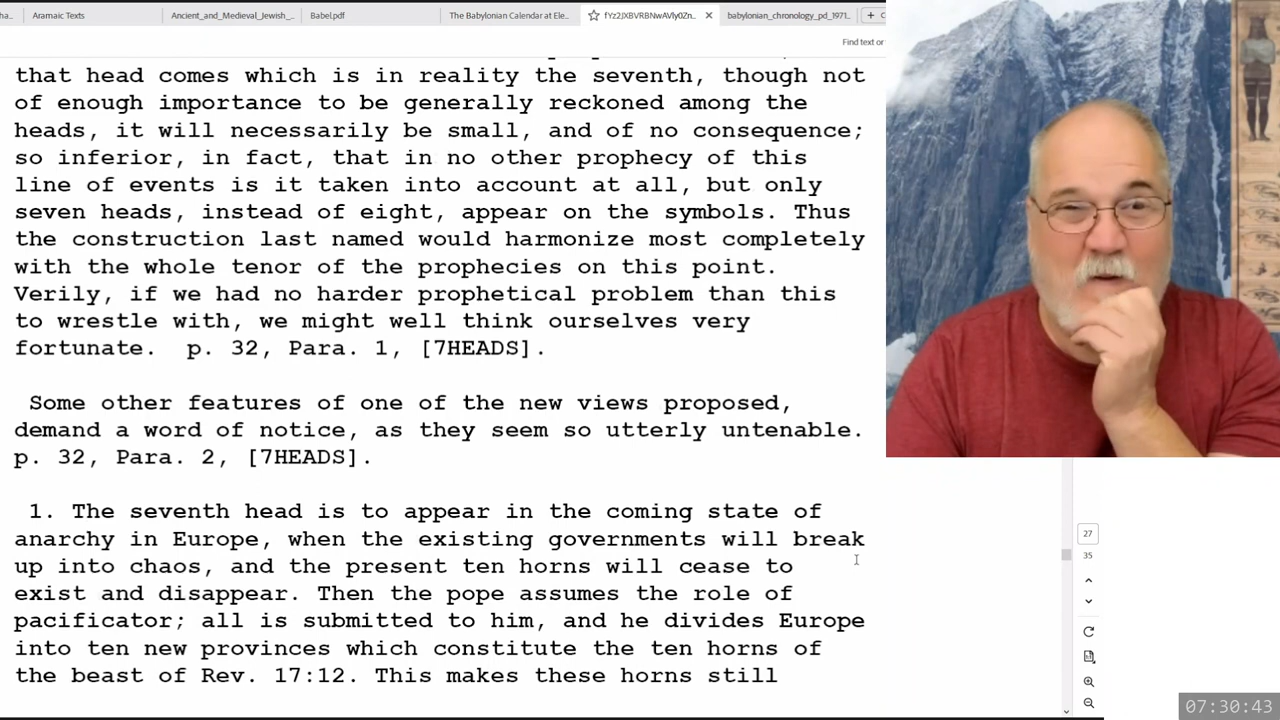 ha...
Aramaic Texts
Ancient_and_Medieval_Jewish_...
Babel.pdf
The Babylonian Calendar at Ele...
fYz2JXBVRBNwAVly0Zn...
babylonian_chronology_pd_1971...
C
Find text or
that head comes which is in reality the seventh, though not
of enough importance to be generally reckoned among the
heads, it will necessarily be small, and of no consequence;
so inferior, in fact, that in no other prophecy of this
line of events is it taken into account at all, but only
seven heads, instead of eight, appear on the symbols. Thus
the construction last named would harmonize most completely
with the whole tenor of the prophecies on this point.
Verily, if we had no harder prophetical problem than this
to wrestle with, we might well think ourselves very
fortunate. p. 32, Para. 1, [7HEADS].
Some other features of one of the new views proposed,
demand a word of notice, as they seem so utterly untenable.
p. 32, Para. 2, [7HEADS].
1. The seventh head is to appear in the coming state of
anarchy in Europe, when the existing governments will break
up into chaos, and the present ten horns will cease to
exist and disappear. Then the pope assumes the role of
pacificator; all is submitted to him, and he divides Europe
into ten new provinces which constitute the ten horns of
the beast of Rev. 17:12. This makes these horns still
27
35
07:30:43